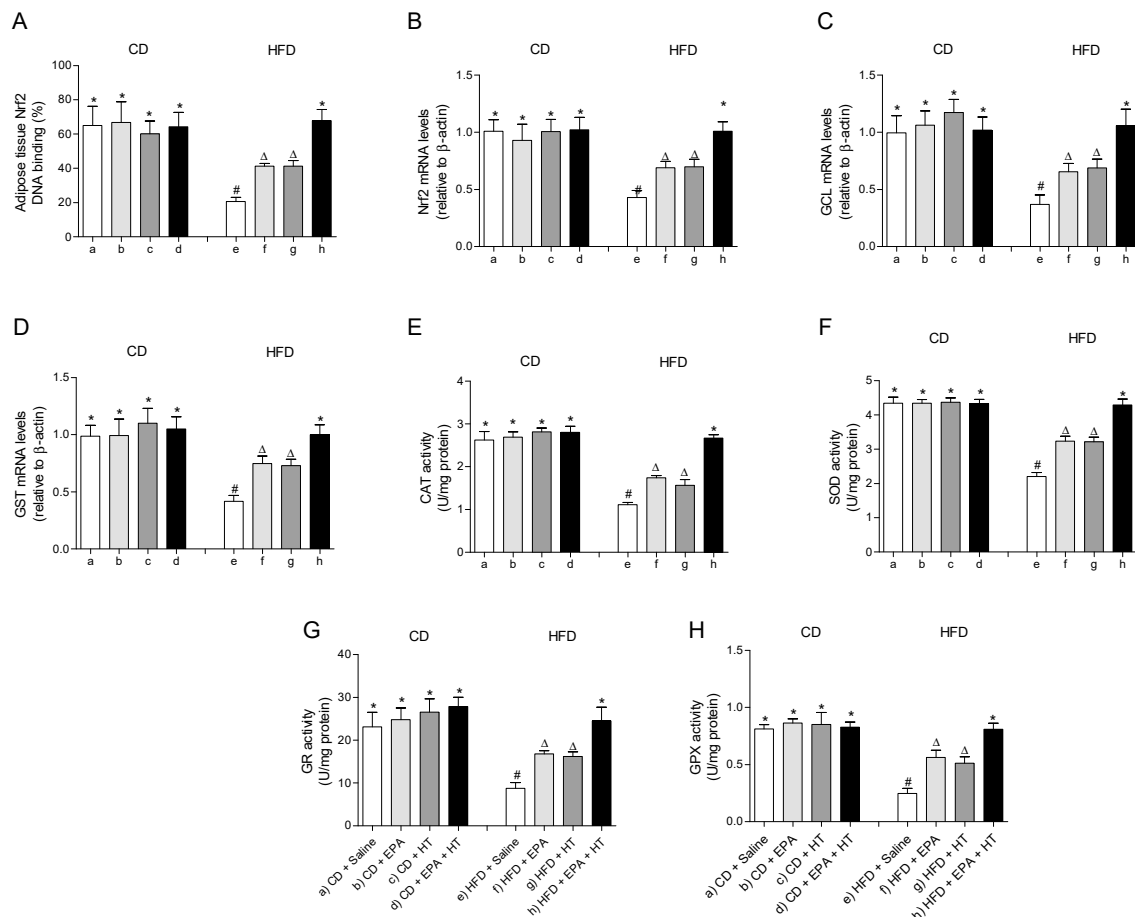 A
CD
HFD
Adipose tissue Nrf2
DNA binding (%)
100
80
60
40
20
0
* * * * # Δ Δ *
a b c d e f g h
B
CD
HFD
Nrf2 mRNA levels
(relative to β-actin)
1.5
1.0
0.5
0.0
* * * * # Δ Δ *
a b c d e f g h
C
CD
HFD
GCL mRNA levels
(relative to β-actin)
1.5
1.0
0.5
0.0
* * * * # Δ Δ *
a b c d e f g h
D
CD
HFD
GST mRNA levels
(relative to β-actin)
1.5
1.0
0.5
0.0
* * * * # Δ Δ *
a b c d e f g h
E
CD
HFD
CAT activity
(U/mg protein)
4
3
2
1
0
* * * * # Δ Δ *
a b c d e f g h
F
CD
HFD
SOD activity
(U/mg protein)
5
4
3
2
1
0
* * * * # Δ Δ *
a b c d e f g h
G
CD
HFD
GR activity
(U/mg protein)
40
30
20
10
0
* * * * # Δ Δ *
a) CD + Saline
b) CD + EPA
c) CD + HT
d) CD + EPA + HT
e) HFD + Saline
f) HFD + EPA
g) HFD + HT
h) HFD + EPA + HT
H
CD
HFD
GPX activity
(U/mg protein)
1.5
1.0
0.5
0.0
* * * * # Δ Δ *
a) CD + Saline
b) CD + EPA
c) CD + HT
d) CD + EPA + HT
e) HFD + Saline
f) HFD + EPA
g) HFD + HT
h) HFD + EPA + HT